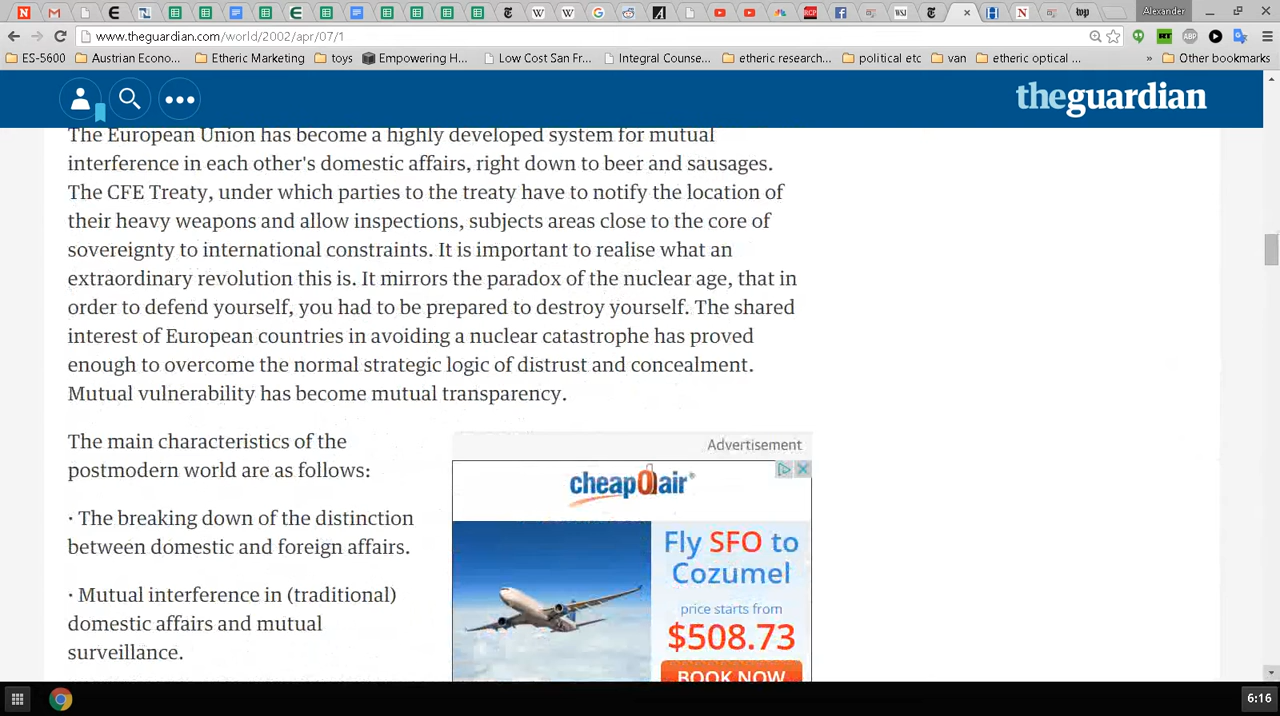 Alexander
www.theguardian.com/world/2002/apr/07/1
ES-5600
Austrian Econo...
Etheric Marketing
toys
Empowering H...
Low Cost San Fr...
Integral Counse...
etheric research...
political etc
van
etheric optical ...
»
Other bookmarks
theguardian
The European Union has become a highly developed system for mutual
interference in each other's domestic affairs, right down to beer and sausages.
The CFE Treaty, under which parties to the treaty have to notify the location of
their heavy weapons and allow inspections, subjects areas close to the core of
sovereignty to international constraints. It is important to realise what an
extraordinary revolution this is. It mirrors the paradox of the nuclear age, that in
order to defend yourself, you had to be prepared to destroy yourself. The shared
interest of European countries in avoiding a nuclear catastrophe has proved
enough to overcome the normal strategic logic of distrust and concealment.
Mutual vulnerability has become mutual transparency.
The main characteristics of the
postmodern world are as follows:
· The breaking down of the distinction
between domestic and foreign affairs.
· Mutual interference in (traditional)
domestic affairs and mutual
surveillance.
Advertisement
cheapOair®
Fly SFO to
Cozumel
price starts from
$508.73
BOOK NOW
6:16